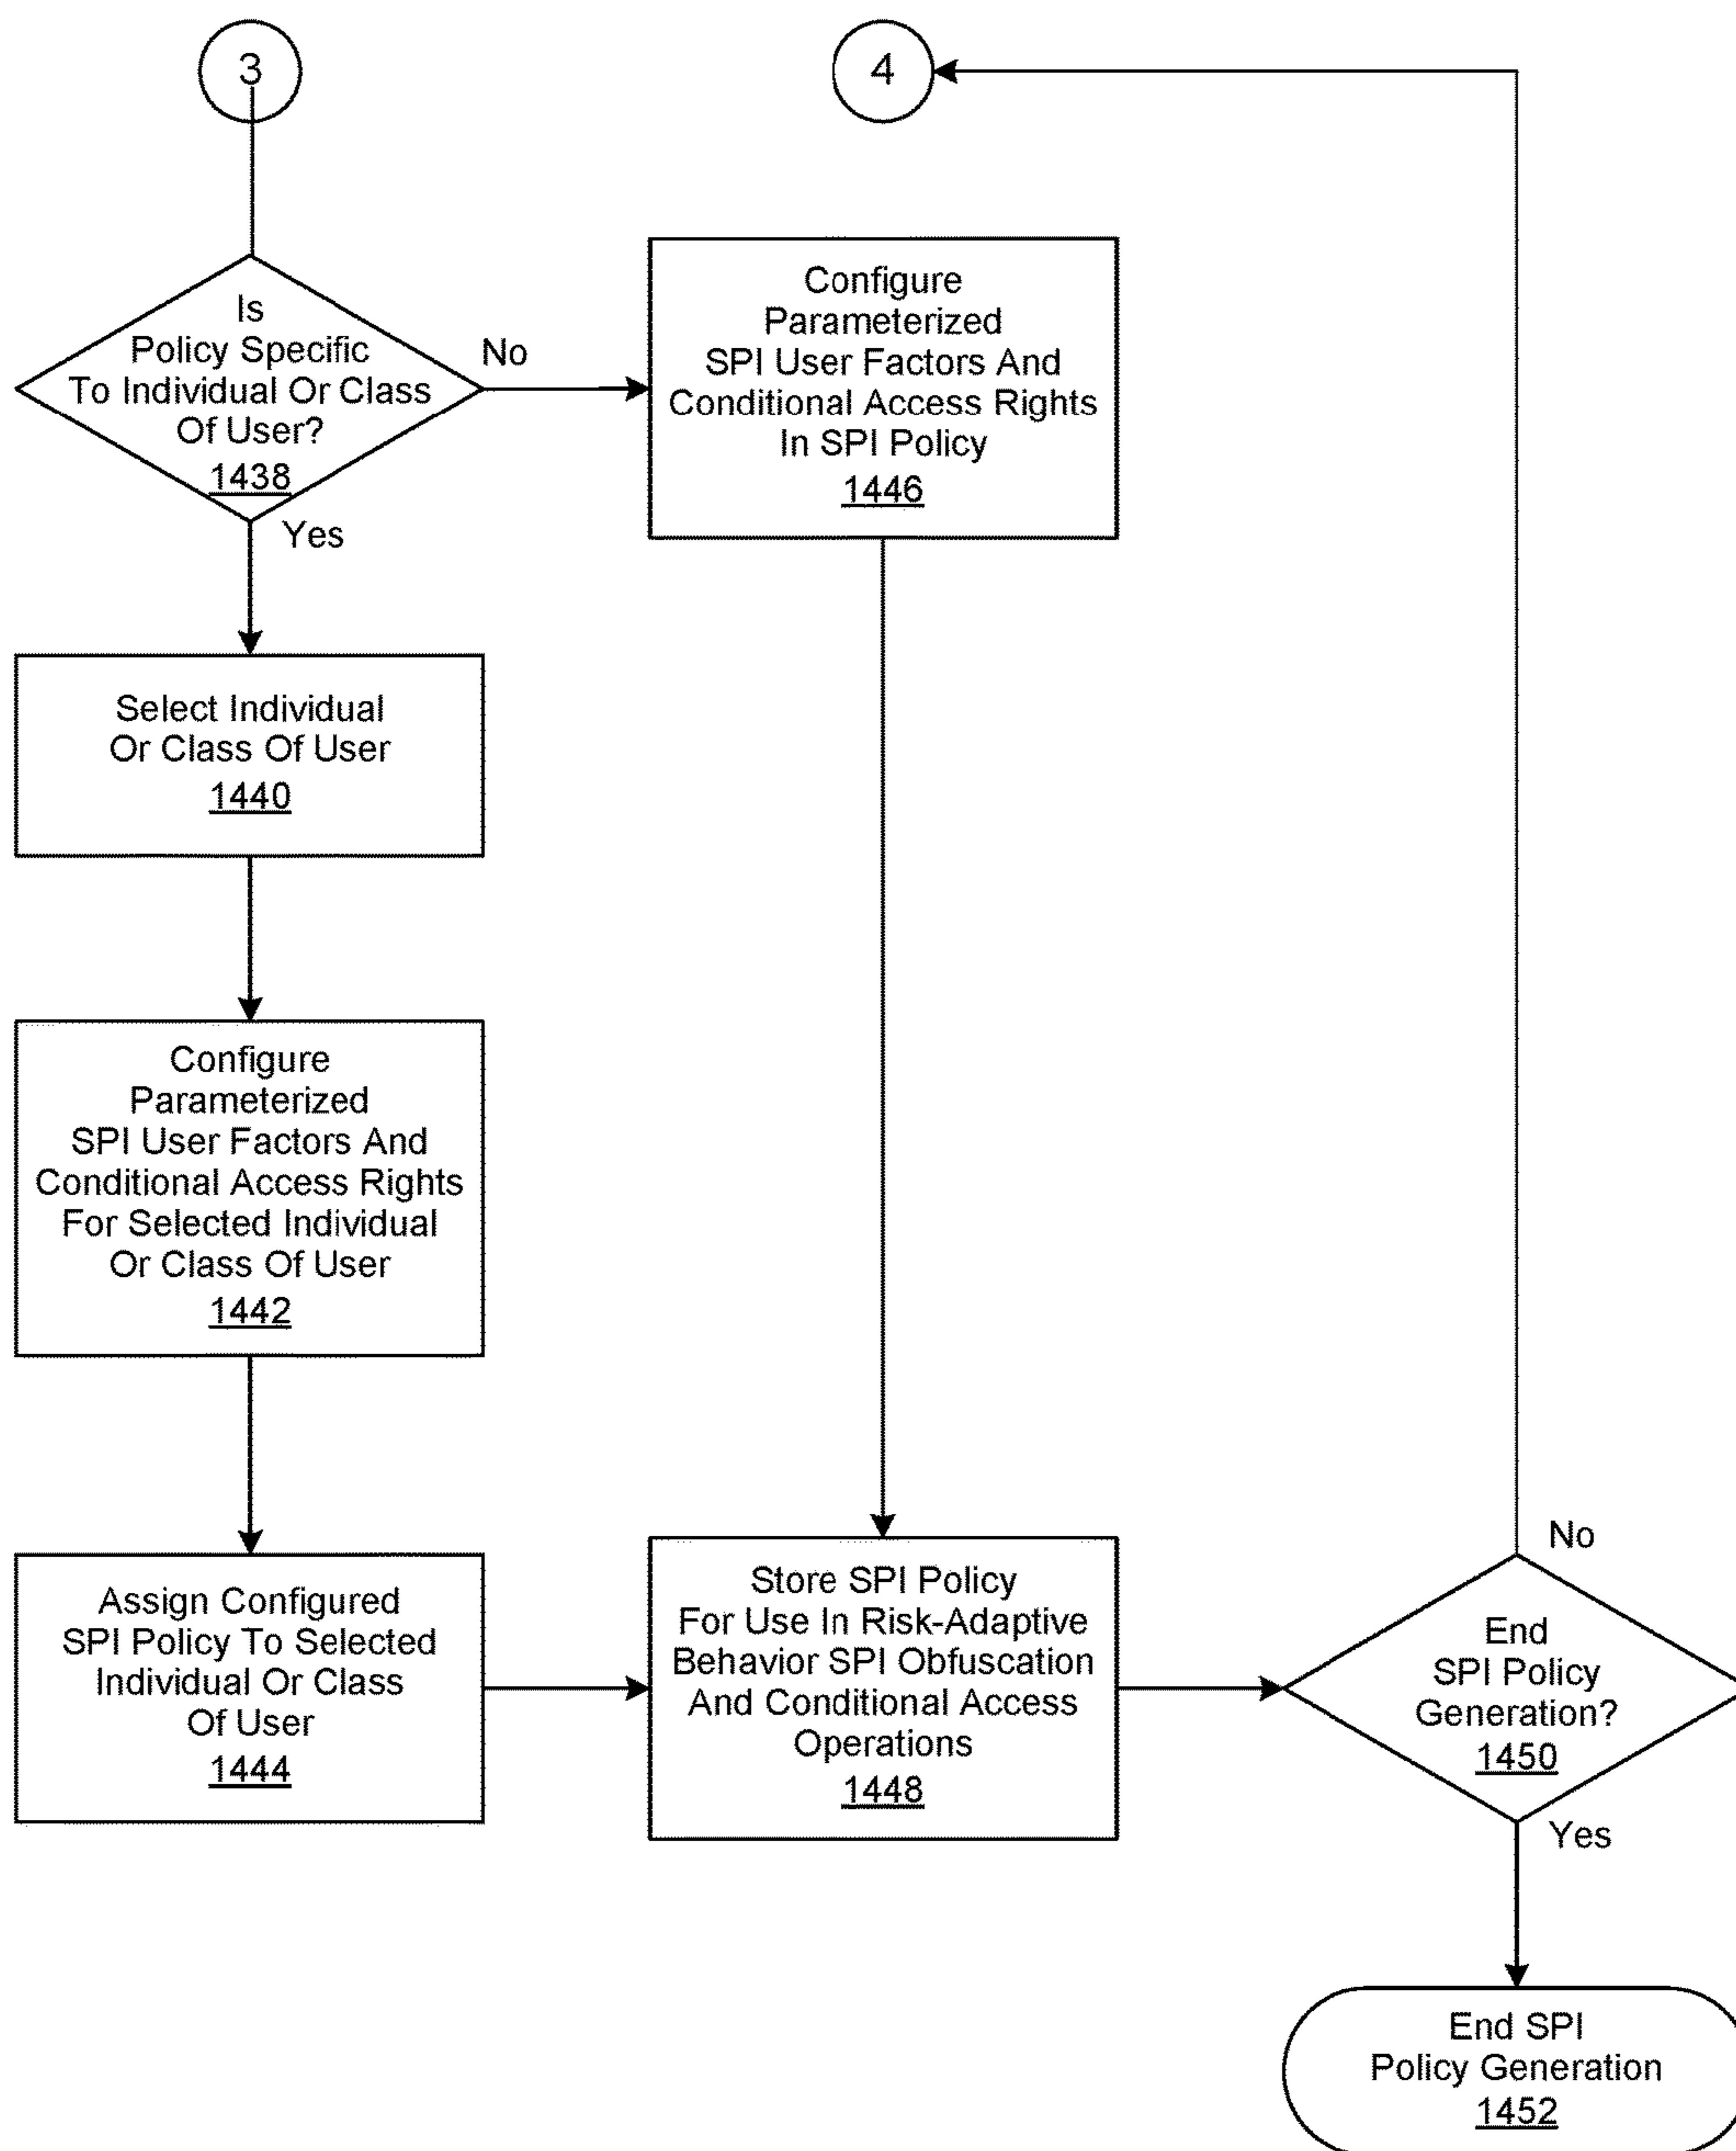 3
4
Is
Policy Specific
To Individual Or Class
Of User?
1438
No
Yes
Configure
Parameterized
SPI User Factors And
Conditional Access Rights
In SPI Policy
1446
Select Individual
Or Class Of User
1440
Configure
Parameterized
SPI User Factors And
Conditional Access Rights
For Selected Individual
Or Class Of User
1442
Assign Configured
SPI Policy To Selected
Individual Or Class
Of User
1444
Store SPI Policy
For Use In Risk-Adaptive
Behavior SPI Obfuscation
And Conditional Access
Operations
1448
No
End
SPI Policy
Generation?
1450
Yes
End SPI
Policy Generation
1452